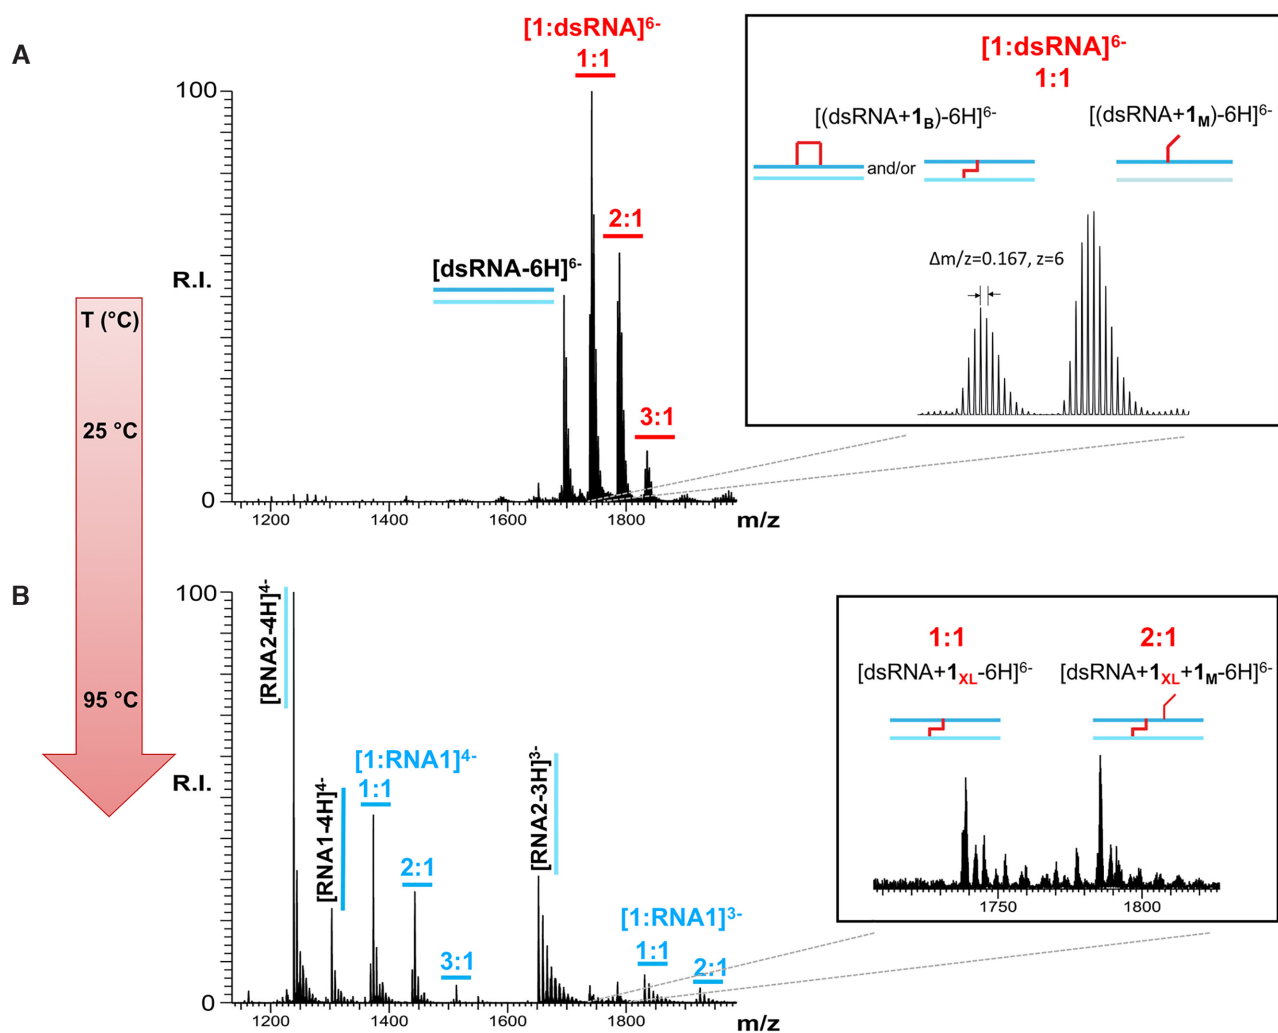 A
[1:dsRNA]6-
1:1
2:1
3:1
[dsRNA-6H]6-
100
R.I.
0
1200 1400 1600 1800
m/z
[1:dsRNA]6-
1:1
[(dsRNA+1B)-6H]6-
[(dsRNA+1M)-6H]6-
and/or
Δm/z=0.167, z=6
T (°C)
25 °C
95 °C
B
100
R.I.
0
[RNA2-4H]4-
[RNA1-4H]4-
[1:RNA1]4-
1:1
2:1
3:1
[RNA2-3H]3-
[1:RNA1]3-
1:1
2:1
1200 1400 1600 1800
m/z
1:1 2:1
[dsRNA+1XL-6H]6- [dsRNA+1XL+1M-6H]6-
1750 1800